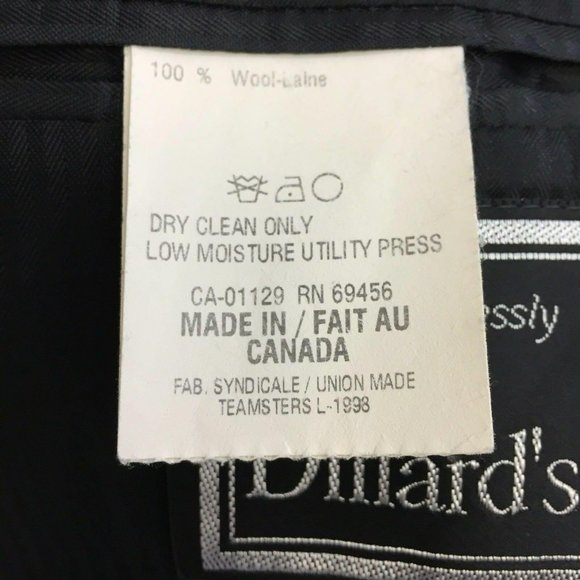 100 % Wool-Laine
DRY CLEAN ONLY
LOW MOISTURE UTILITY PRESS
CA-01129 RN 69456
MADE IN / FAIT AU
CANADA
FAB. SYNDICALE / UNION MADE
TEAMSTERS L-1998
essly
Dillard's